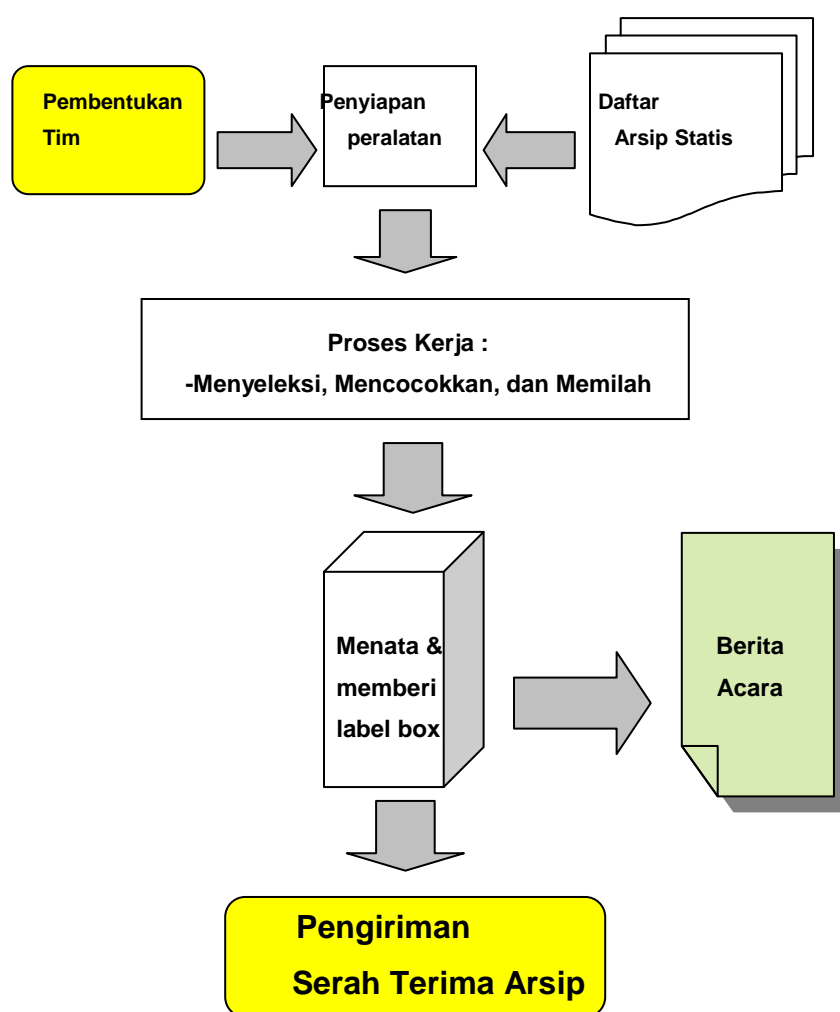 Pembentukan
Tim
Penyiapan
peralatan
Daftar
Arsip Statis
Proses Kerja :
-Menyeleksi, Mencocokkan, dan Memilah
Menata &
memberi
label box
Berita
Acara
Pengiriman
Serah Terima Arsip